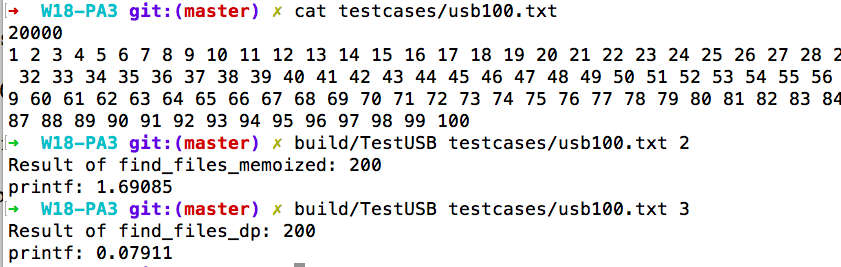 ➜ W18-PA3 git:(master) ✗ cat testcases/usb100.txt
20000
1 2 3 4 5 6 7 8 9 10 11 12 13 14 15 16 17 18 19 20 21 22 23 24 25 26 27 28 2
32 33 34 35 36 37 38 39 40 41 42 43 44 45 46 47 48 49 50 51 52 53 54 55 56
9 60 61 62 63 64 65 66 67 68 69 70 71 72 73 74 75 76 77 78 79 80 81 82 83 84
87 88 89 90 91 92 93 94 95 96 97 98 99 100
➜ W18-PA3 git:(master) ✗ build/TestUSB testcases/usb100.txt 2
Result of find_files_memoized: 200
printf: 1.69085
➜ W18-PA3 git:(master) ✗ build/TestUSB testcases/usb100.txt 3
Result of find_files_dp: 200
printf: 0.07911